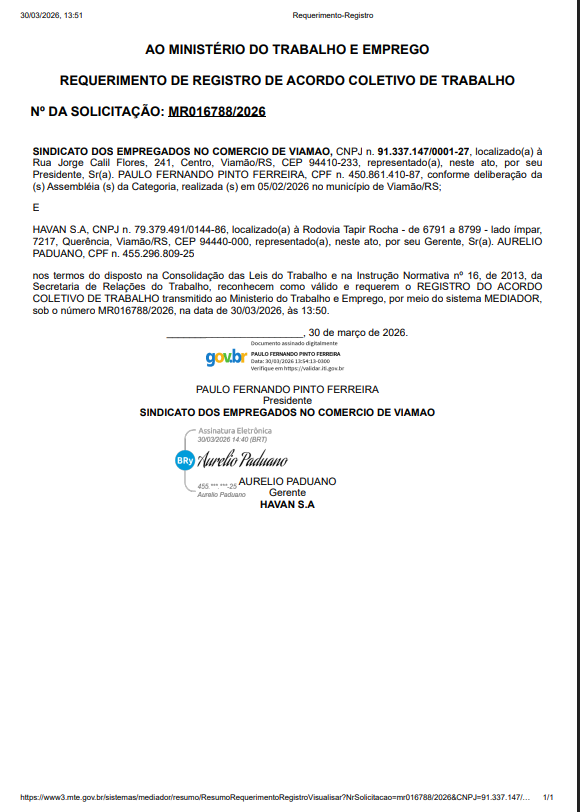 30/03/2026, 13:51 Requerimento-Registro
AO MINISTÉRIO DO TRABALHO E EMPREGO
REQUERIMENTO DE REGISTRO DE ACORDO COLETIVO DE TRABALHO
Nº DA SOLICITAÇÃO: MR016788/2026
SINDICATO DOS EMPREGADOS NO COMERCIO DE VIAMAO, CNPJ n. 91.337.147/0001-27, localizado(a) à
Rua Jorge Calil Flores, 241, Centro, Viamão/RS, CEP 94410-233, representado(a), neste ato, por seu
Presidente, Sr(a). PAULO FERNANDO PINTO FERREIRA, CPF n. 450.861.410-87, conforme deliberação da
(s) Assembléia (s) da Categoria, realizada (s) em 05/02/2026 no município de Viamão/RS;
E
HAVAN S.A, CNPJ n. 79.379.491/0144-86, localizado(a) à Rodovia Tapir Rocha - de 6791 a 8799 - lado ímpar,
7217, Querência, Viamão/RS, CEP 94440-000, representado(a), neste ato, por seu Gerente, Sr(a). AURELIO
PADUANO, CPF n. 455.296.809-25
nos termos do disposto na Consolidação das Leis do Trabalho e na Instrução Normativa nº 16, de 2013, da
Secretaria de Relações do Trabalho, reconhecem como válido e requerem o REGISTRO DO ACORDO
COLETIVO DE TRABALHO transmitido ao Ministerio do Trabalho e Emprego, por meio do sistema MEDIADOR,
sob o número MR016788/2026, na data de 30/03/2026, às 13:50.
________________________, 30 de março de 2026.
Documento assinado digitalmente
gov.br PAULO FERNANDO PINTO FERREIRA
Data: 30/03/2026 13:54:13-0300
Verifique em https://validar.iti.gov.br
PAULO FERNANDO PINTO FERREIRA
Presidente
SINDICATO DOS EMPREGADOS NO COMERCIO DE VIAMAO
Assinatura Eletrônica
30/03/2026 14:40 (BRT)
BRy Aurelio Paduano
455.***.***-25 AURELIO PADUANO
Aurelio Paduano Gerente
HAVAN S.A
https://www3.mte.gov.br/sistemas/mediador/resumo/ResumoRequerimentoRegistroVisualisar?NrSolicitacao=mr016788/2026&CNPJ=91.337.147/... 1/1